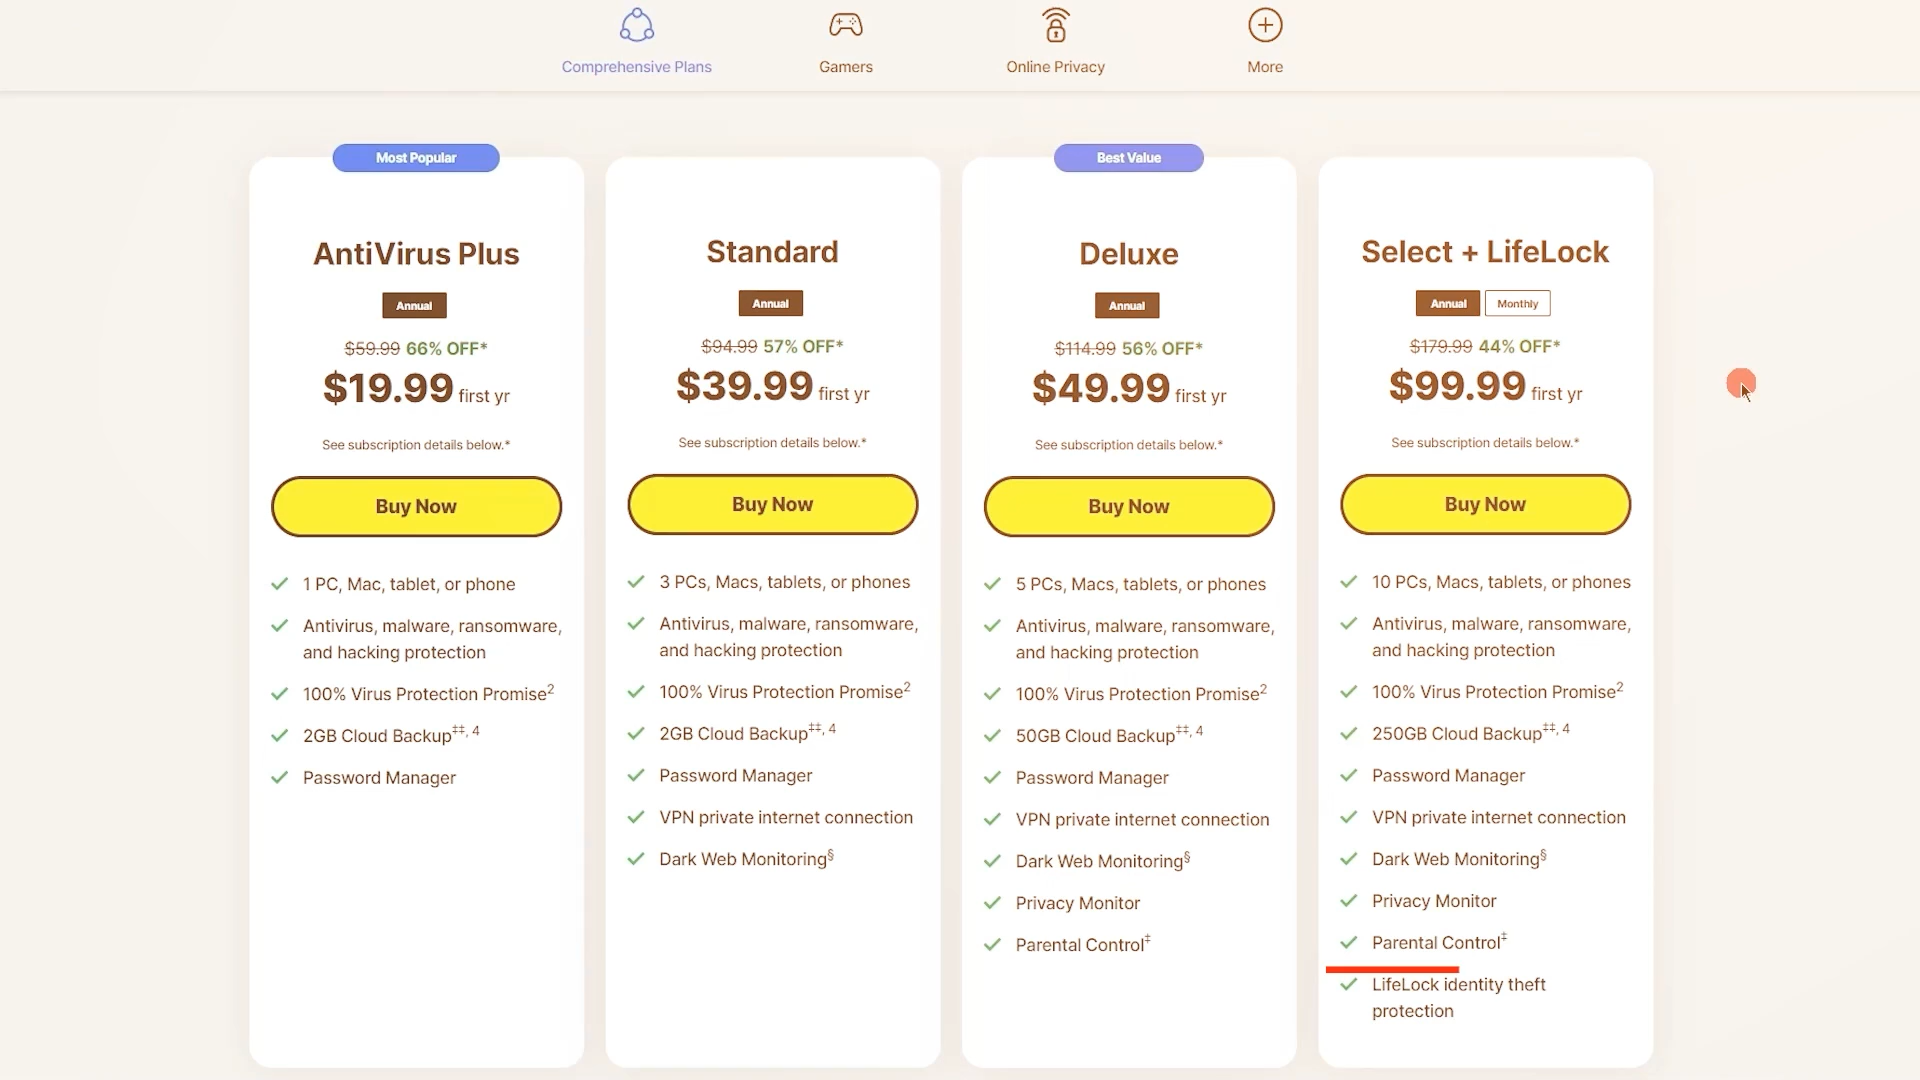 Comprehensive Plans
Gamers
Online Privacy
More
Most Popular
AntiVirus Plus
Annual
$59.99 66% OFF*
$19.99 first yr
See subscription details below.*
Buy Now
1 PC, Mac, tablet, or phone
Antivirus, malware, ransomware,
and hacking protection
100% Virus Protection Promise²
2GB Cloud Backup‡‡, 4
Password Manager
Standard
Annual
$94.99 57% OFF*
$39.99 first yr
See subscription details below.*
Buy Now
3 PCs, Macs, tablets, or phones
Antivirus, malware, ransomware,
and hacking protection
100% Virus Protection Promise²
2GB Cloud Backup‡‡, 4
Password Manager
VPN private internet connection
Dark Web Monitoring§
Best Value
Deluxe
Annual
$114.99 56% OFF*
$49.99 first yr
See subscription details below.*
Buy Now
5 PCs, Macs, tablets, or phones
Antivirus, malware, ransomware,
and hacking protection
100% Virus Protection Promise²
50GB Cloud Backup‡‡, 4
Password Manager
VPN private internet connection
Dark Web Monitoring§
Privacy Monitor
Parental Control‡
Select + LifeLock
Annual Monthly
$179.99 44% OFF*
$99.99 first yr
See subscription details below.*
Buy Now
10 PCs, Macs, tablets, or phones
Antivirus, malware, ransomware,
and hacking protection
100% Virus Protection Promise²
250GB Cloud Backup‡‡, 4
Password Manager
VPN private internet connection
Dark Web Monitoring§
Privacy Monitor
Parental Control‡
LifeLock identity theft
protection